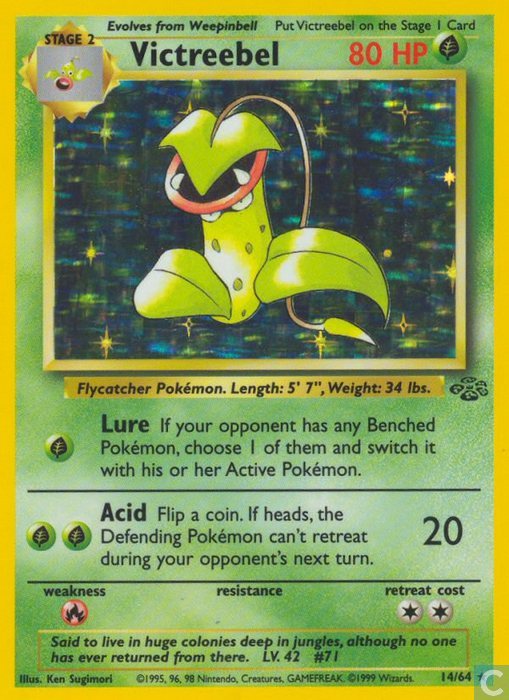 Evolves from Weepinbell Put Victreebel on the Stage 1 Card
STAGE 2
Victreebel 80 HP
Flycatcher Pokémon. Length: 5' 7", Weight: 34 lbs.
Lure If your opponent has any Benched
Pokémon, choose 1 of them and switch it
with his or her Active Pokémon.
Acid Flip a coin. If heads, the
Defending Pokémon can't retreat
during your opponent's next turn.
20
weakness resistance retreat cost
Said to live in huge colonies deep in jungles, although no one
has ever returned from there. LV. 42 #71
Illus. Ken Sugimori ©1995, 96, 98 Nintendo, Creatures, GAMEFREAK. ©1999 Wizards. 14/64 ★
C